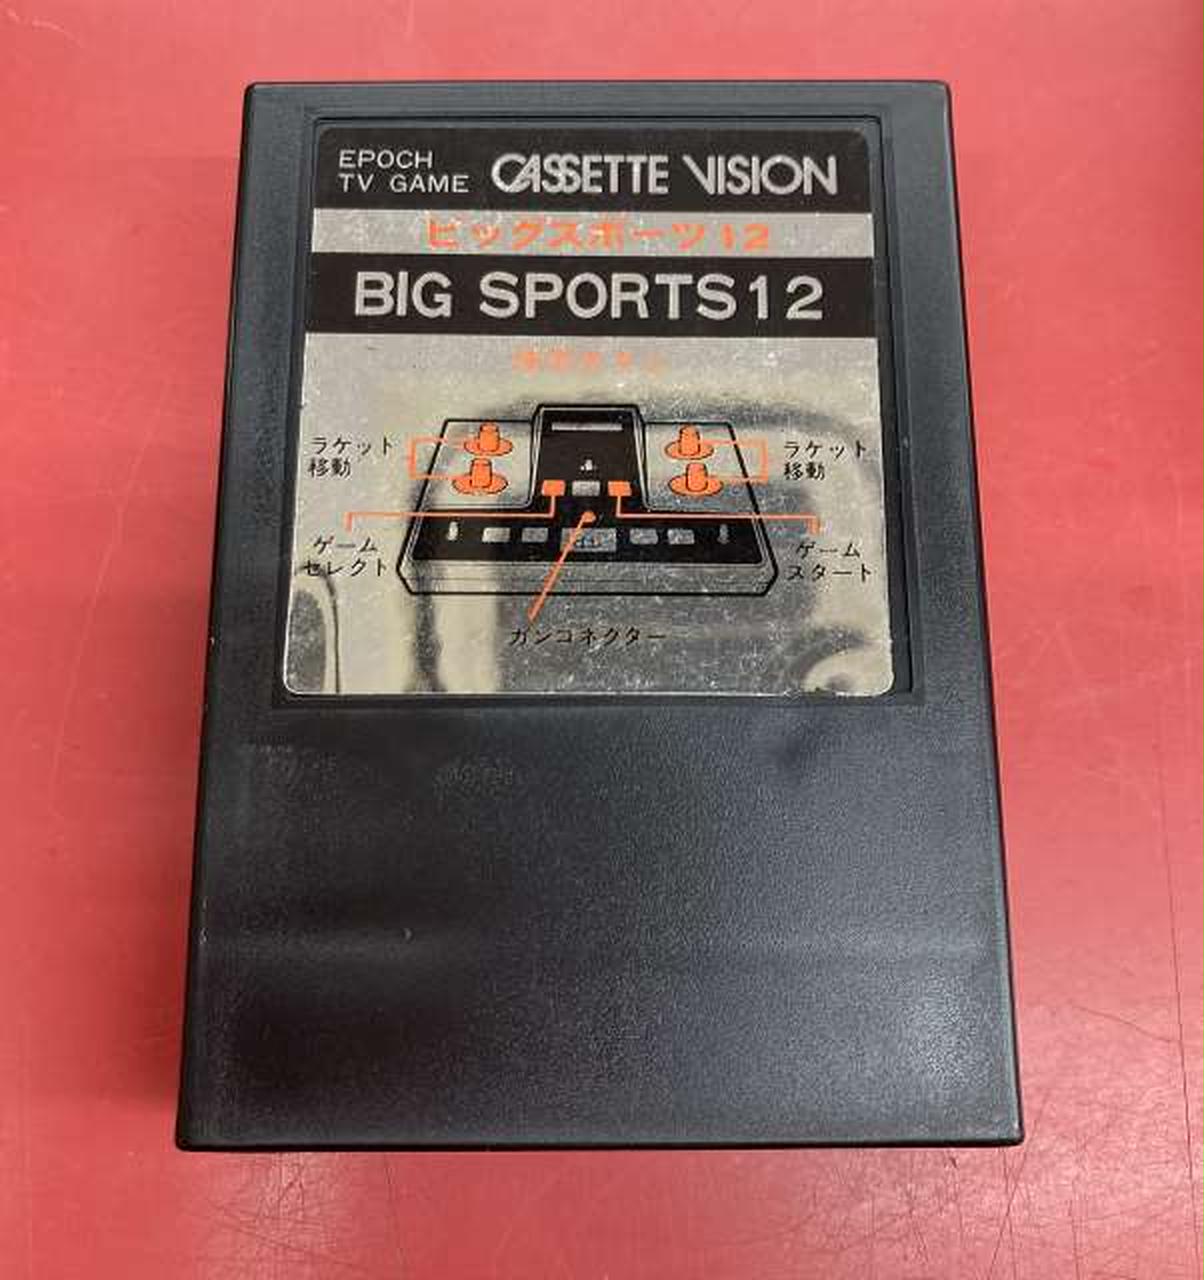 EPOCH
TV GAME
CASSETTE VISION
ビッグスポーツ12
BIG SPORTS12
ラケット
移動
ラケット
移動
ゲーム
セレクト
ゲーム
スタート
ガンコネクター